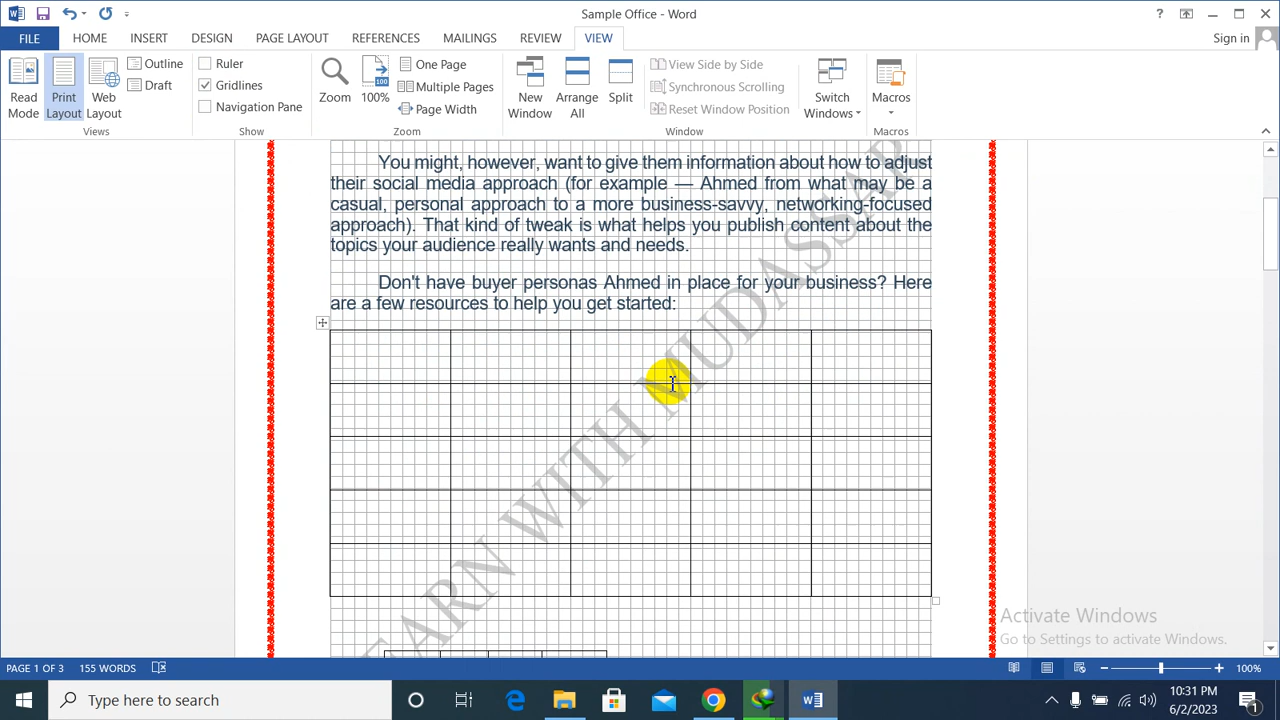 Sample Office - Word
Sign in
FILE HOME INSERT DESIGN PAGE LAYOUT REFERENCES MAILINGS REVIEW VIEW
Read Mode
Print Layout
Web Layout
Outline
Draft
Views
Ruler
Gridlines
Navigation Pane
Show
Zoom
100%
One Page
Multiple Pages
Page Width
Zoom
New Window
Arrange All
Split
View Side by Side
Synchronous Scrolling
Reset Window Position
Window
Switch Windows
Macros
Macros
You might, however, want to give them information about how to adjust
their social media approach (for example — Ahmed from what may be a
casual, personal approach to a more business-savvy, networking-focused
approach). That kind of tweak is what helps you publish content about the
topics your audience really wants and needs.
Don't have buyer personas Ahmed in place for your business? Here
are a few resources to help you get started:
EARN WITH MUDASSAR
Activate Windows
Go to Settings to activate Windows.
PAGE 1 OF 3 155 WORDS
100%
Type here to search
10:31 PM
6/2/2023
1